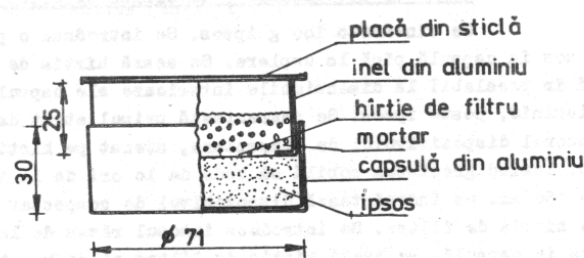 placă din sticlă
inel din aluminiu
hîrtie de filtru
mortar
capsulă din aluminiu
ipsos
25
30
φ 71